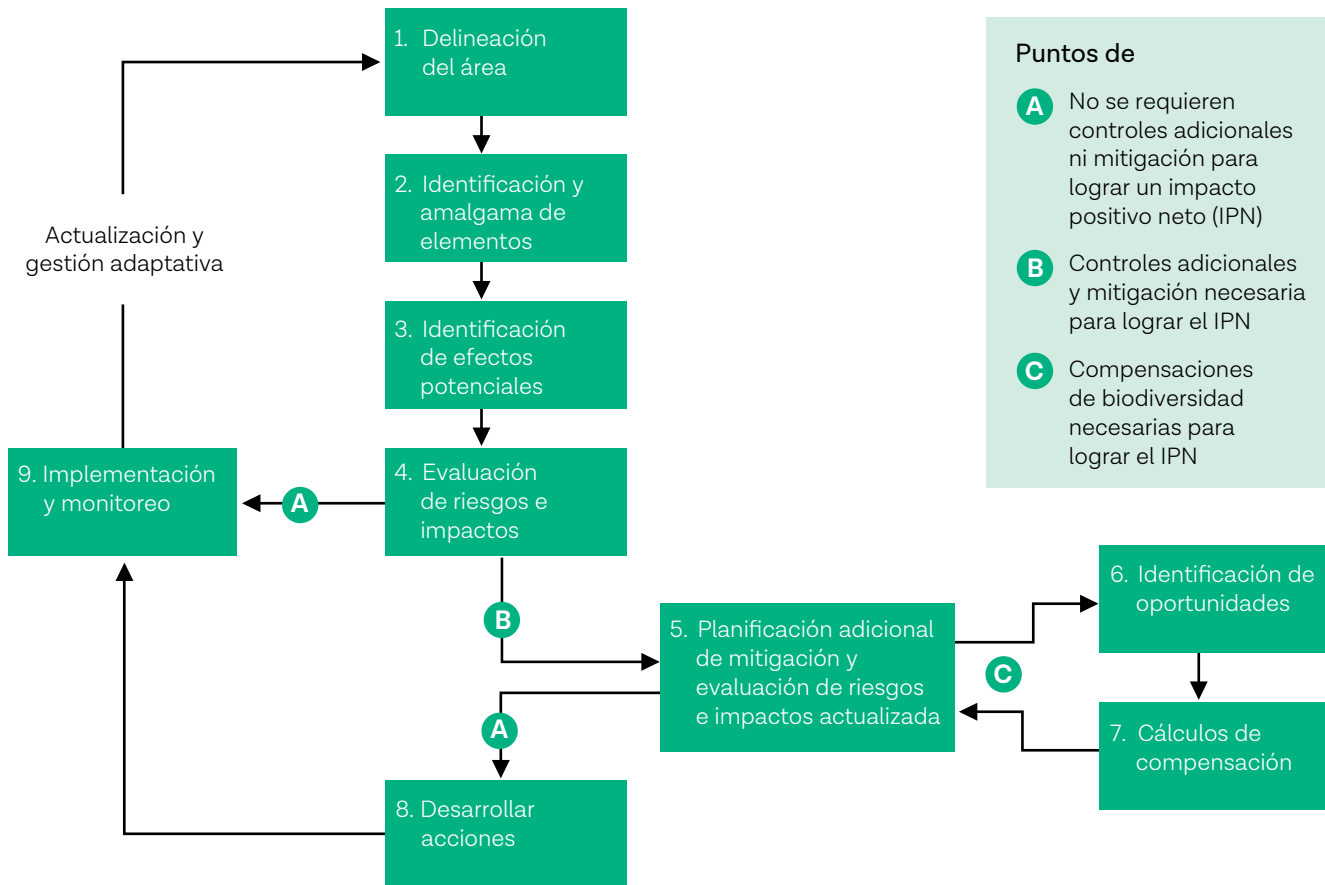 1. Delineación
del área
2. Identificación y
amalgama de
elementos
3. Identificación
de efectos
potenciales
4. Evaluación
de riesgos e
impactos
A
B
5. Planificación adicional
de mitigación y
evaluación de riesgos
e impactos actualizada
C
6. Identificación de
oportunidades
7. Cálculos de
compensación
A
8. Desarrollar
acciones
9. Implementación
y monitoreo
Actualización y
gestión adaptativa
Puntos de
A No se requieren
controles adicionales
ni mitigación para
lograr un impacto
positivo neto (IPN)
B Controles adicionales
y mitigación necesaria
para lograr el IPN
C Compensaciones
de biodiversidad
necesarias para
lograr el IPN